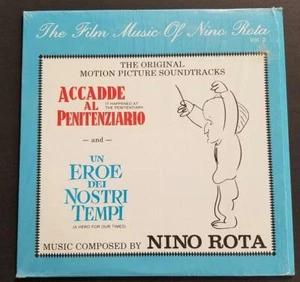 The Film Music Of Nino Rota
Vol. 2
THE ORIGINAL
MOTION PICTURE SOUNDTRACKS
ACCADDE
AL
(IT HAPPENED AT
THE PENITENTIARY)
PENITENZIARIO
— and —
UN
EROE
DEI
NOSTRI
TEMPI
(A HERO FOR OUR TIMES)
MUSIC COMPOSED BY NINO ROTA